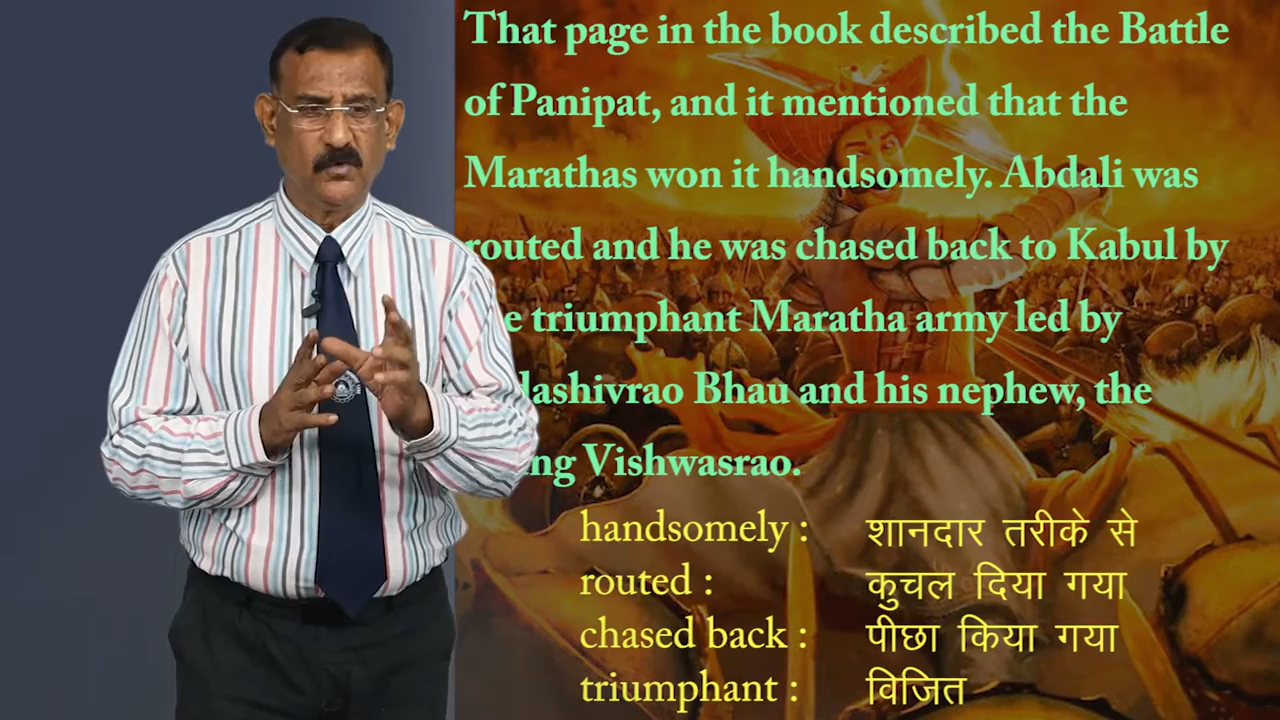 That page in the book described the Battle
of Panipat, and it mentioned that the
Marathas won it handsomely. Abdali was
routed and he was chased back to Kabul by
triumphant Maratha army led by
Bhau and his nephew, the
Vishwasrao.
handsomely : शानदार तरीके से
routed : कुचल दिया गया
chased back : पीछा किया गया
triumphant : विजित